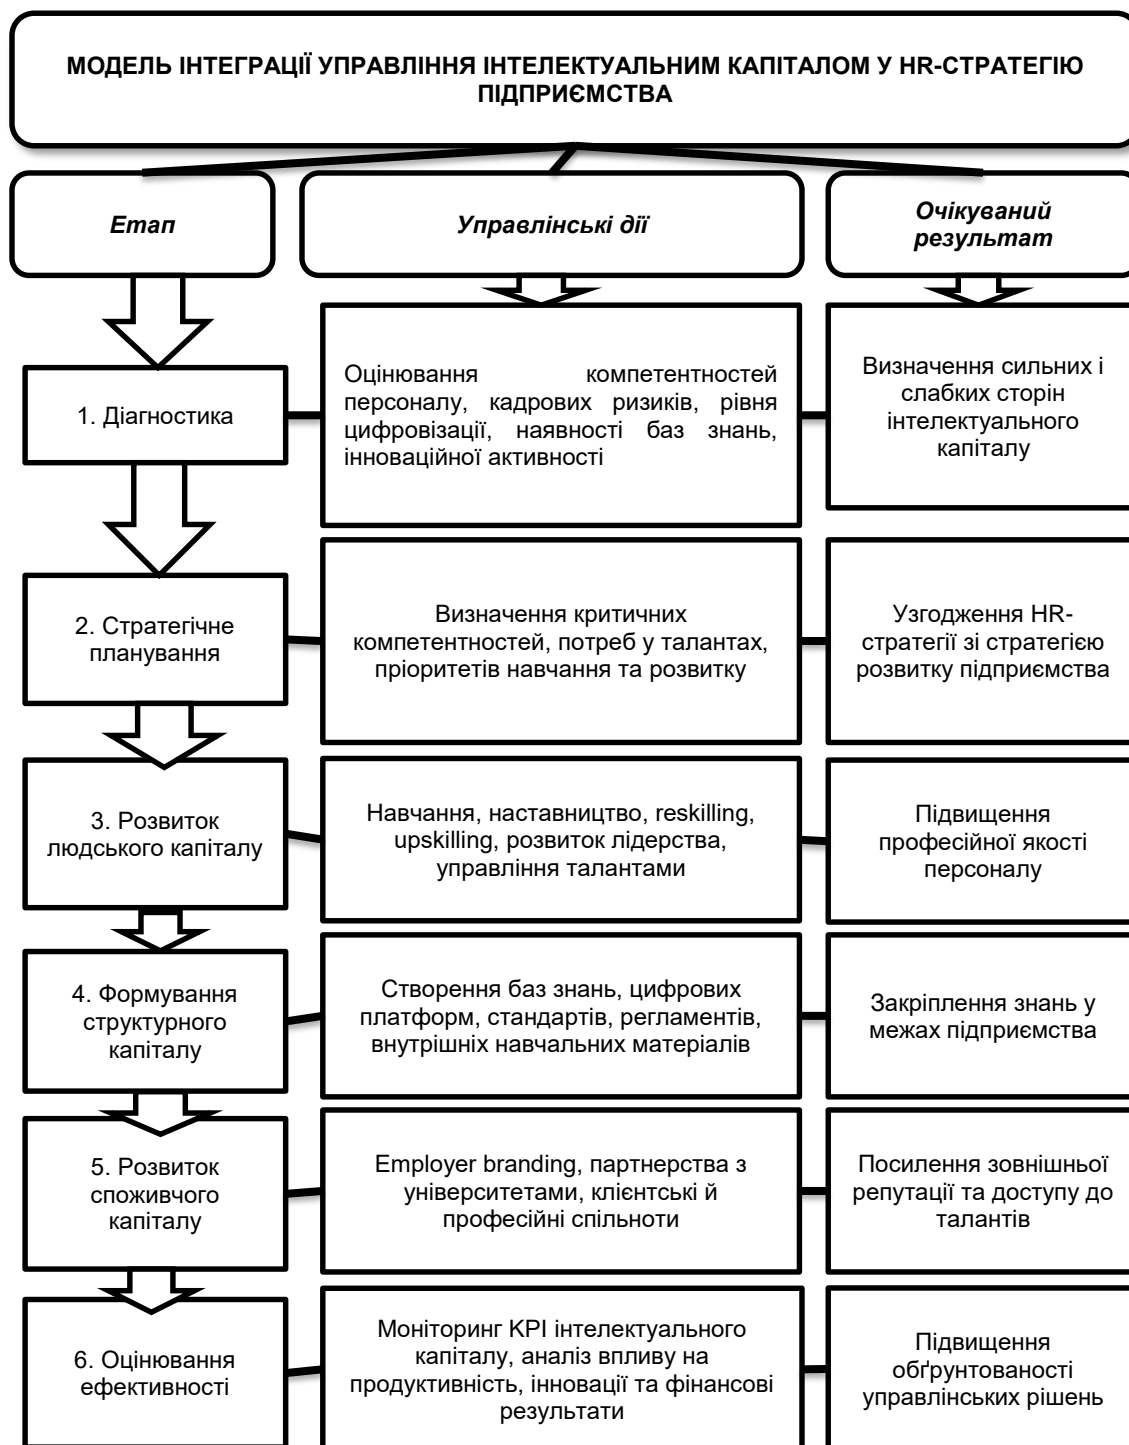 МОДЕЛЬ ІНТЕГРАЦІЇ УПРАВЛІННЯ ІНТЕЛЕКТУАЛЬНИМ КАПІТАЛОМ У HR-СТРАТЕГІЮ
ПІДПРИЄМСТВА
Етап
Управлінські дії
Очікуваний
результат
1. Діагностика
Оцінювання компетентностей
персоналу, кадрових ризиків, рівня
цифровізації, наявності баз знань,
інноваційної активності
Визначення сильних і
слабких сторін
інтелектуального
капіталу
2. Стратегічне
планування
Визначення критичних
компетентностей, потреб у талантах,
пріоритетів навчання та розвитку
Узгодження HR-
стратегії зі стратегією
розвитку підприємства
3. Розвиток
людського капіталу
Навчання, наставництво, reskilling,
upskilling, розвиток лідерства,
управління талантами
Підвищення
професійної якості
персоналу
4. Формування
структурного
капіталу
Створення баз знань, цифрових
платформ, стандартів, регламентів,
внутрішніх навчальних матеріалів
Закріплення знань у
межах підприємства
5. Розвиток
споживчого
капіталу
Employer branding, партнерства з
університетами, клієнтські й
професійні спільноти
Посилення зовнішньої
репутації та доступу до
талантів
6. Оцінювання
ефективності
Моніторинг KPI інтелектуального
капіталу, аналіз впливу на
продуктивність, інновації та фінансові
результати
Підвищення
обґрунтованості
управлінських рішень